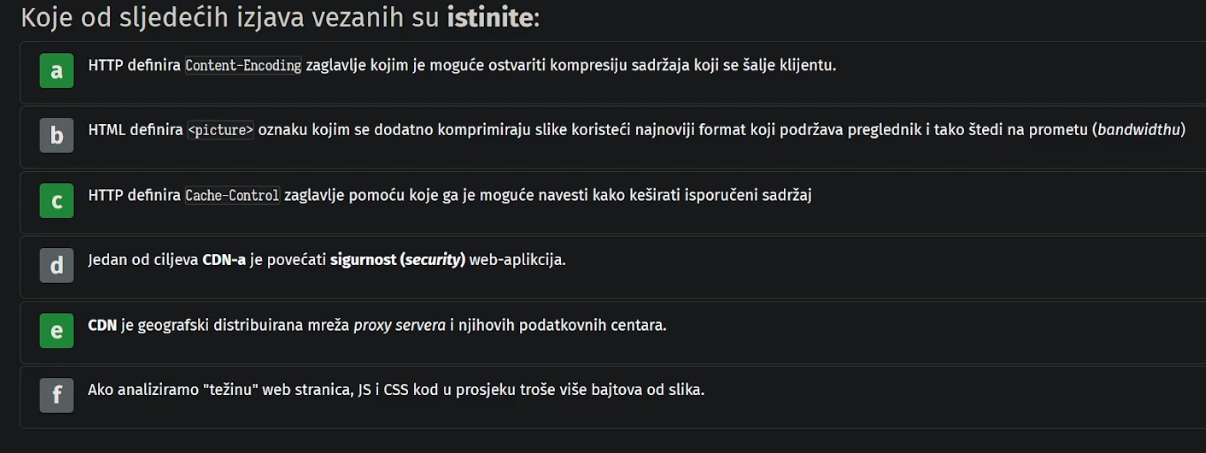 Koje od sljedećih izjava vezanih su istinite:
a HTTP definira Content-Encoding zaglavlje kojim je moguće ostvariti kompresiju sadržaja koji se šalje klijentu.
b HTML definira <picture> oznaku kojim se dodatno komprimiraju slike koristeći najnoviji format koji podržava preglednik i tako štedi na prometu (bandwidthu)
c HTTP definira Cache-Control zaglavlje pomoću koje ga je moguće navesti kako keširati isporučeni sadržaj
d Jedan od ciljeva CDN-a je povećati sigurnost (security) web-aplikcija.
e CDN je geografski distribuirana mreža proxy servera i njihovih podatkovnih centara.
f Ako analiziramo "težinu" web stranica, JS i CSS kod u prosjeku troše više bajtova od slika.